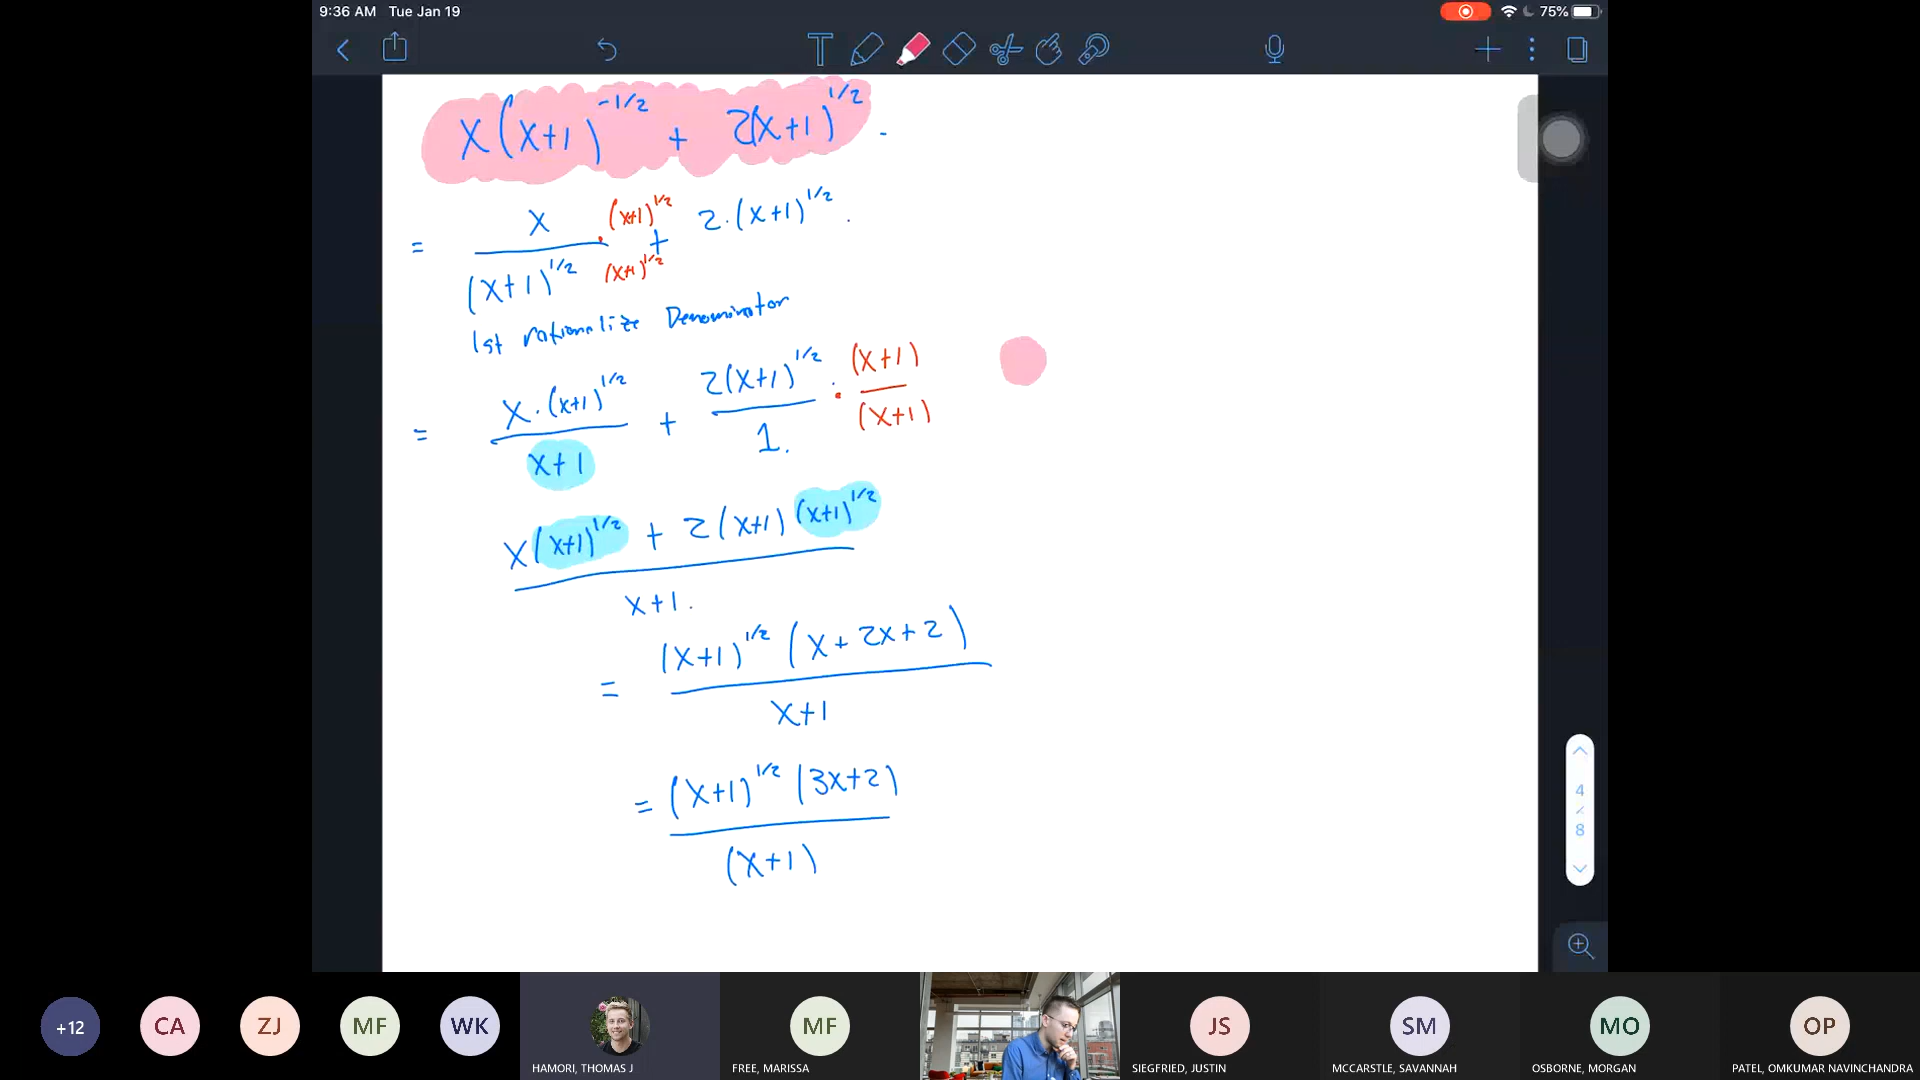 9:36 AM Tue Jan 19
75%
x(x+1)^-1/2 + 2(x+1)^1/2.
= x/(x+1)^1/2 · (x+1)^1/2/(x+1)^1/2 + 2·(x+1)^1/2.
1st rationalize Denominator
= x·(x+1)^1/2/x+1 + 2(x+1)^1/2/1. · (x+1)/(x+1)
x(x+1)^1/2 + 2(x+1)(x+1)^1/2
x+1.
= (x+1)^1/2 (x+2x+2)
x+1
= (x+1)^1/2 (3x+2)
(x+1)
4
/
8
+12 CA ZJ MF WK MF JS SM MO OP
HAMORI, THOMAS J FREE, MARISSA SIEGFRIED, JUSTIN MCCARSTLE, SAVANNAH OSBORNE, MORGAN PATEL, OMKUMAR NAVINCHANDRA